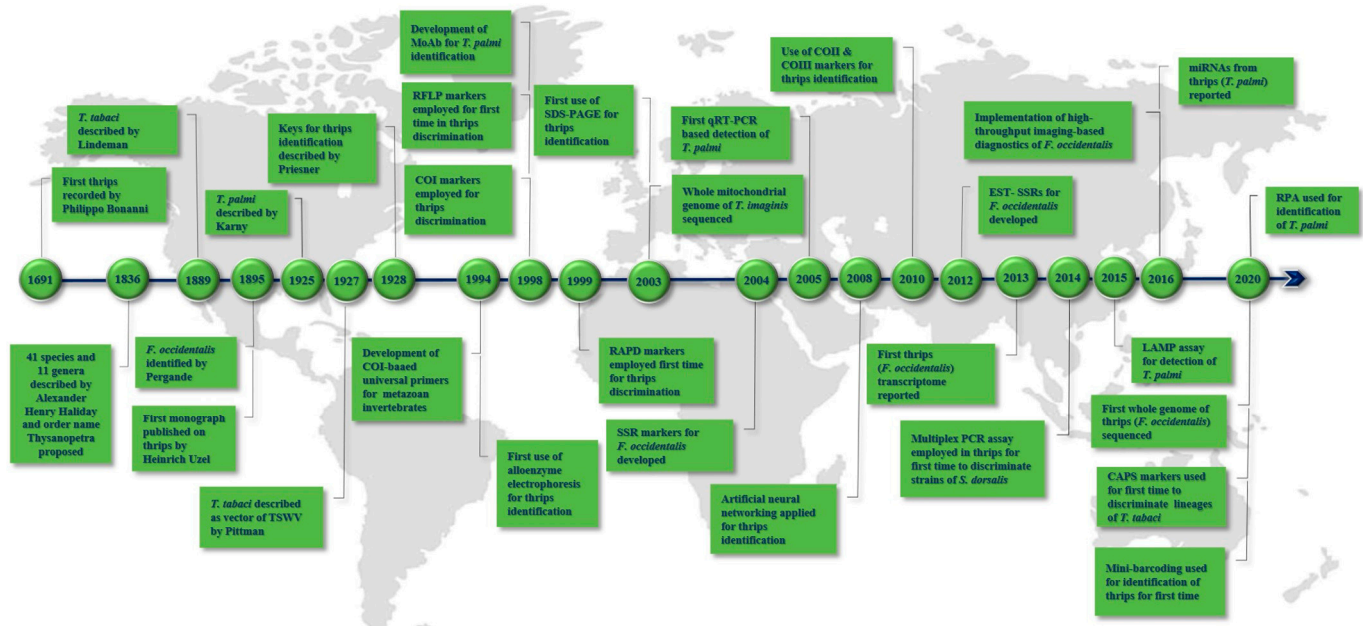 Development of
MoAb for T. palmi
identification
Use of COII &
COIII markers for
thrips identification
miRNAs from
thrips (T. palmi)
reported
T. tabaci
described by
Lindeman
Keys for thrips
identification
described by
Priesner
RFLP markers
employed for first
time in thrips
discrimination
First use of
SDS-PAGE for
thrips
identification
First qRT-PCR
based detection of
T. palmi
Implementation of high-
throughput imaging-based
diagnostics of F. occidentalis
First thrips
recorded by
Philippo Bonanni
T. palmi
described by
Karny
COI markers
employed for
thrips
discrimination
Whole mitochondrial
genome of T. imaginis
sequenced
EST- SSRs for
F. occidentalis
developed
RPA used for
identification
of T. palmi
1691
1836
1889
1895
1925
1927
1928
1994
1998
1999
2003
2004
2005
2008
2010
2012
2013
2014
2015
2016
2020
41 species and
11 genera
described by
Alexander
Henry Haliday
and order name
Thysanopetra
proposed
F. occidentalis
identified by
Pergande
First monograph
published on
thrips by
Heinrich Uzel
T. tabaci described
as vector of TSWV
by Pittman
Development of
COI-baaed
universal primers
for metazoan
invertebrates
First use of
alloenzyme
electrophoresis
for thrips
identification
RAPD markers
employed first time
for thrips
discrimination
SSR markers for
F. occidentalis
developed
Artificial neural
networking applied
for thrips
identification
First thrips
(F. occidentalis)
transcriptome
reported
Multiplex PCR assay
employed in thrips for
first time to discriminate
strains of S. dorsalis
LAMP assay
for detection of
T. palmi
First whole genome of
thrips (F. occidentalis)
sequenced
CAPS markers used
for first time to
discriminate lineages
of T. tabaci
Mini-barcoding used
for identification of
thrips for first time